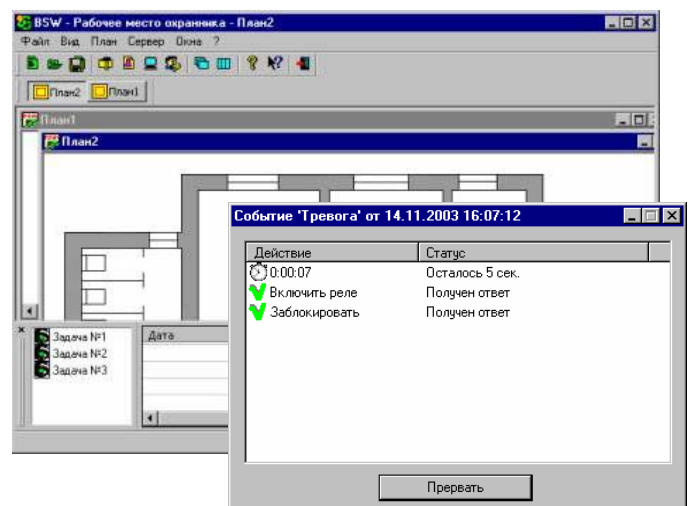 BSW - Рабочее место охранника - План2
Файл Вид План Сервер Окна ?
План2 План1
План1
План2
Событие 'Тревога' от 14.11.2003 16:07:12
Действие Статус
0:00:07 Осталось 5 сек.
Включить реле Получен ответ
Заблокировать Получен ответ
Задача №1 Дата
Задача №2
Задача №3
Прервать